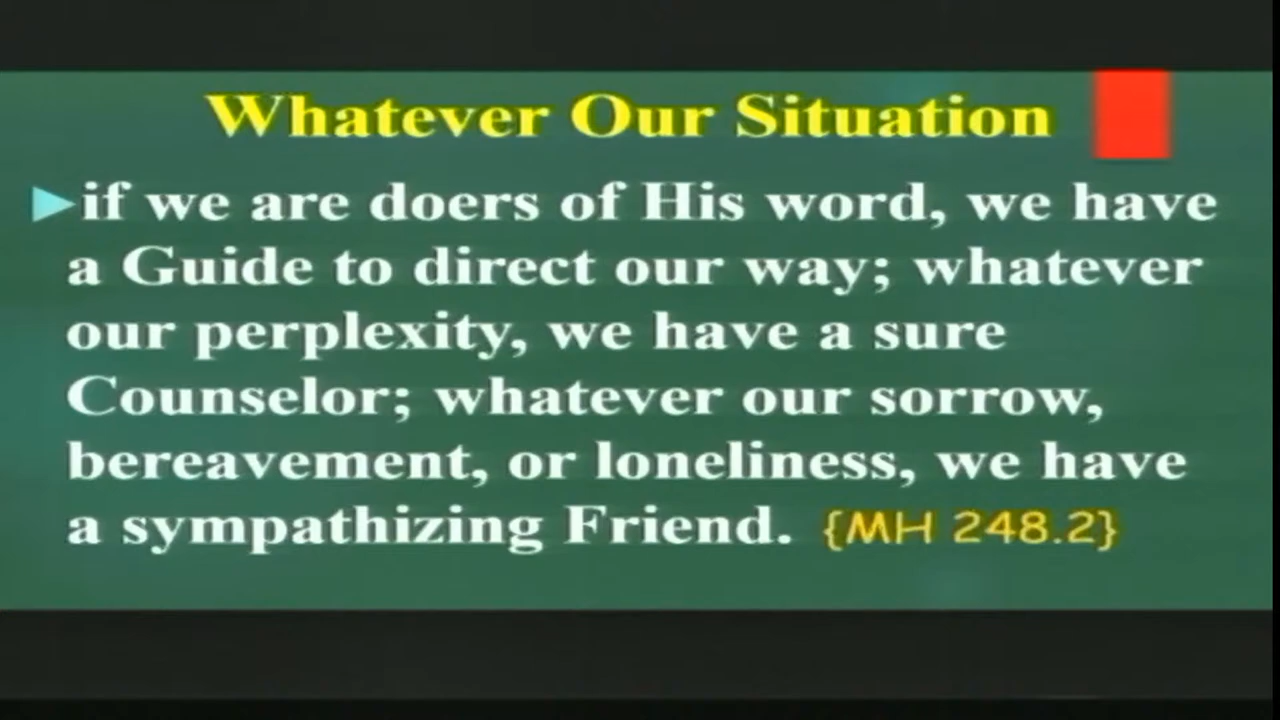 Whatever Our Situation
if we are doers of His word, we have
a Guide to direct our way; whatever
our perplexity, we have a sure
Counselor; whatever our sorrow,
bereavement, or loneliness, we have
a sympathizing Friend. {MH 248.2}